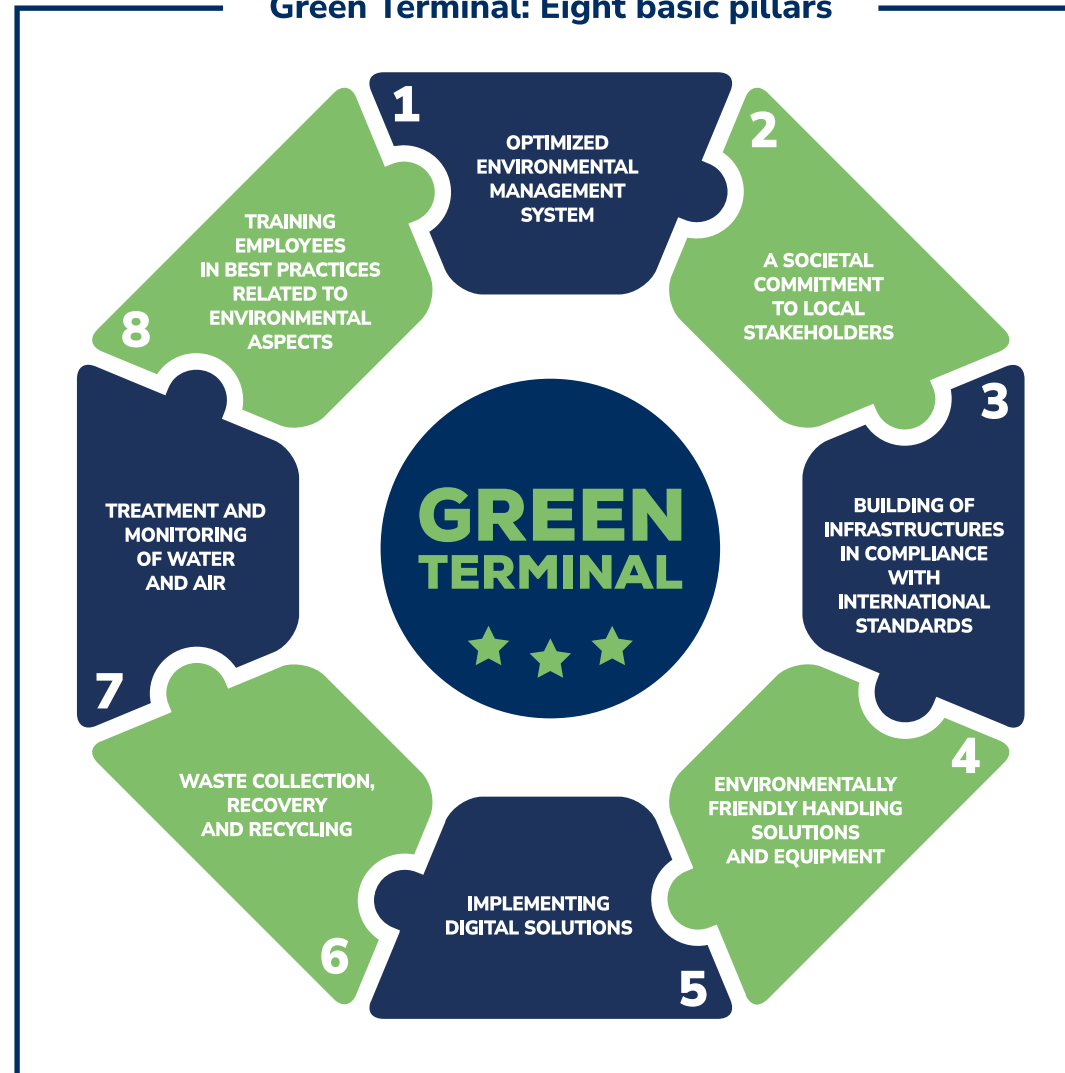 Green Terminal: Eight basic pillars
1
OPTIMIZED
ENVIRONMENTAL
MANAGEMENT
SYSTEM
2
A SOCIETAL
COMMITMENT
TO LOCAL
STAKEHOLDERS
3
BUILDING OF
INFRASTRUCTURES
IN COMPLIANCE
WITH
INTERNATIONAL
STANDARDS
4
ENVIRONMENTALLY
FRIENDLY HANDLING
SOLUTIONS
AND EQUIPMENT
5
IMPLEMENTING
DIGITAL SOLUTIONS
6
WASTE COLLECTION,
RECOVERY
AND RECYCLING
7
TREATMENT AND
MONITORING
OF WATER
AND AIR
8
TRAINING
EMPLOYEES
IN BEST PRACTICES
RELATED TO
ENVIRONMENTAL
ASPECTS
GREEN
TERMINAL